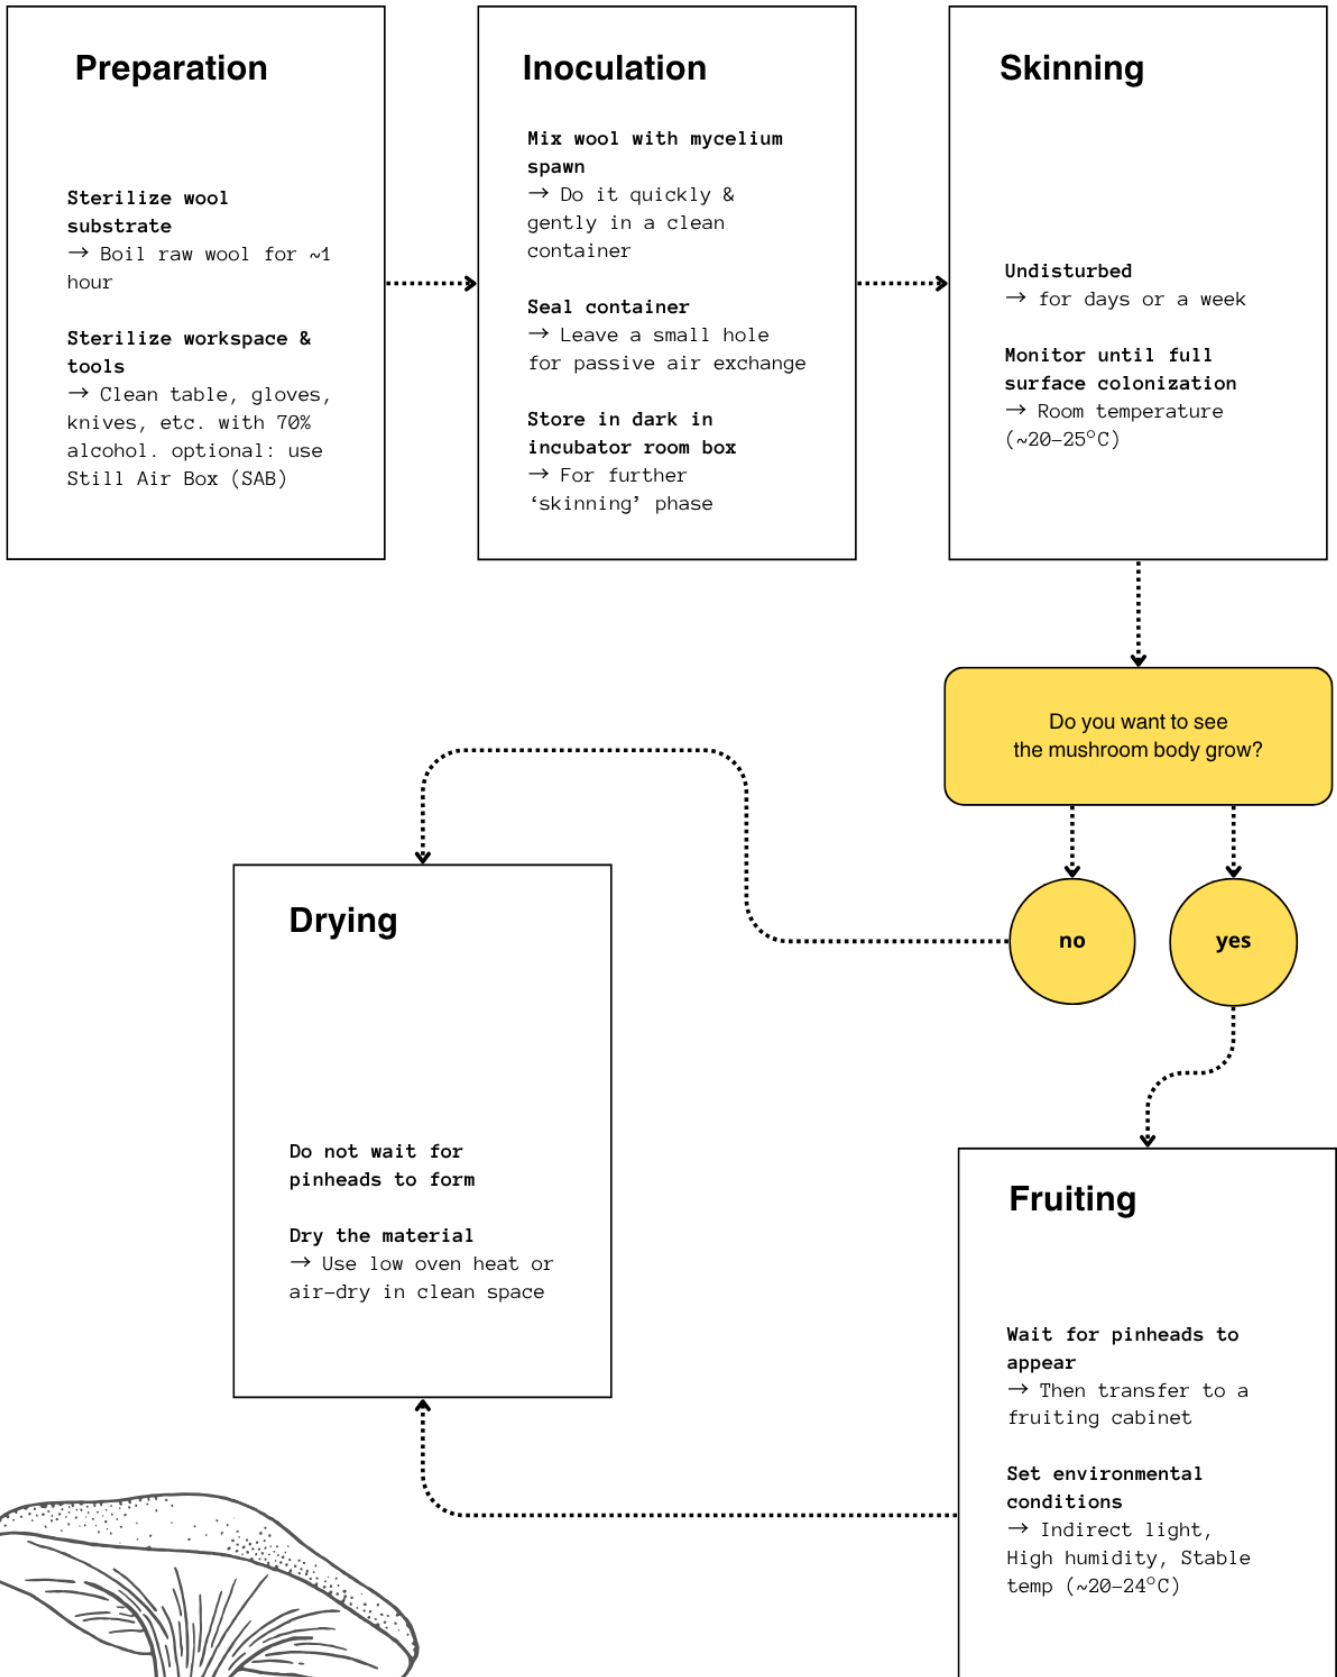 Preparation
Sterilize wool
substrate
→ Boil raw wool for ~1
hour
Sterilize workspace &
tools
→ Clean table, gloves,
knives, etc. with 70%
alcohol. optional: use
Still Air Box (SAB)
Inoculation
Mix wool with mycelium
spawn
→ Do it quickly &
gently in a clean
container
Seal container
→ Leave a small hole
for passive air exchange
Store in dark in
incubator room box
→ For further
‘skinning’ phase
Skinning
Undisturbed
→ for days or a week
Monitor until full
surface colonization
→ Room temperature
(~20–25°C)
Do you want to see
the mushroom body grow?
no
yes
Drying
Do not wait for
pinheads to form
Dry the material
→ Use low oven heat or
air-dry in clean space
Fruiting
Wait for pinheads to
appear
→ Then transfer to a
fruiting cabinet
Set environmental
conditions
→ Indirect light,
High humidity, Stable
temp (~20–24°C)